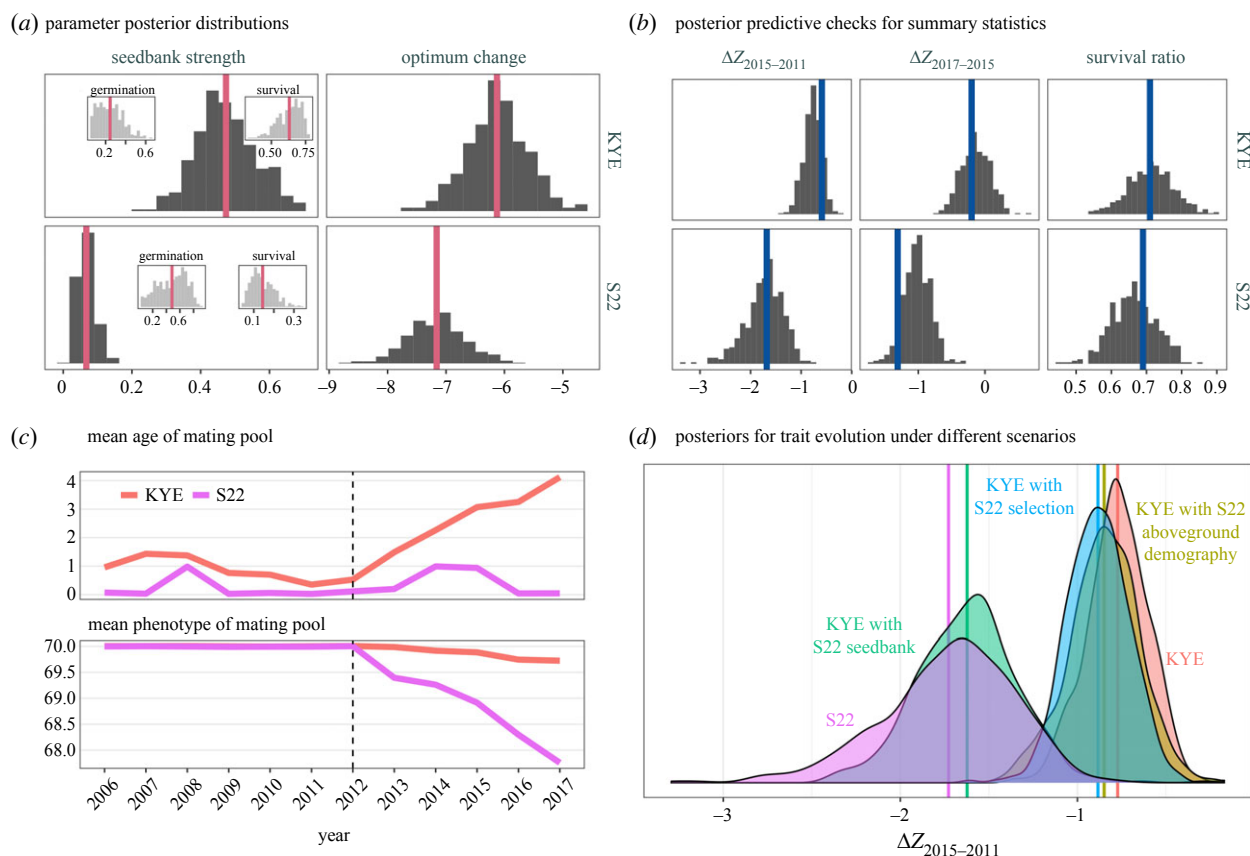 (a) parameter posterior distributions
seedbank strength
optimum change
germination
0.2 0.6
survival
0.50 0.75
KYE
germination
0.2 0.6
survival
0.1 0.3
S22
0 0.2 0.4 0.6
–9 –8 –7 –6 –5
(b) posterior predictive checks for summary statistics
ΔZ2015–2011
ΔZ2017–2015
survival ratio
KYE
S22
–3 –2 –1 0
–1 0
0.5 0.6 0.7 0.8 0.9
(c) mean age of mating pool
4
3
2
1
0
KYE S22
mean phenotype of mating pool
70.0
69.5
69.0
68.5
68.0
2006 2007 2008 2009 2010 2011 2012 2013 2014 2015 2016 2017
year
(d) posteriors for trait evolution under different scenarios
KYE with
S22 selection
KYE with S22
aboveground
demography
KYE with
S22 seedbank
KYE
S22
–3 –2 –1
ΔZ2015–2011